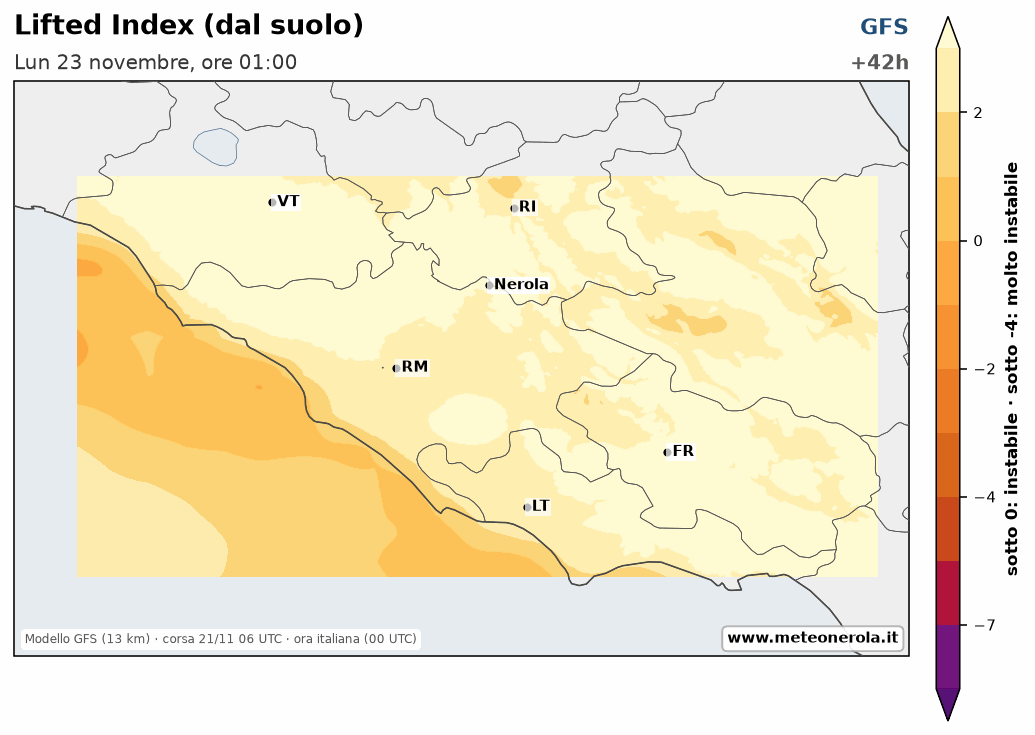 Lifted Index (dal suolo)
GFS
Lun 23 novembre, ore 01:00
+42h
VT
RI
Nerola
RM
FR
LT
2
0
−2
−4
−7
sotto 0: instabile · sotto -4: molto instabile
Modello GFS (13 km) · corsa 21/11 06 UTC · ora italiana (00 UTC)
www.meteonerola.it